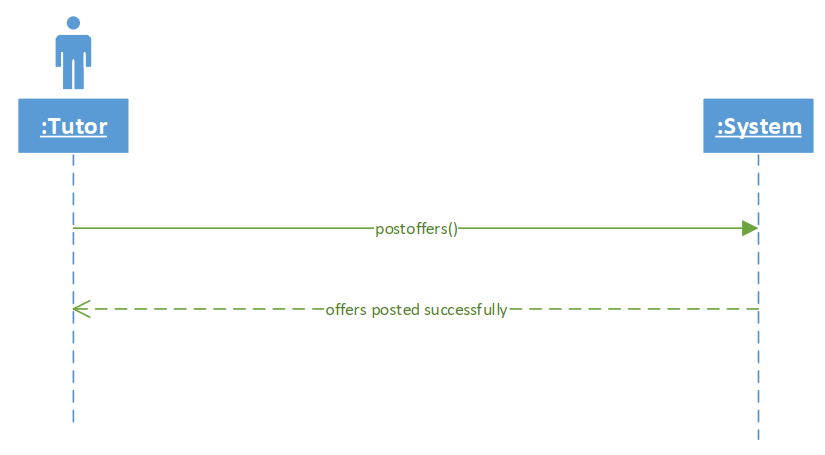 :Tutor
:System
postoffers()
offers posted successfully